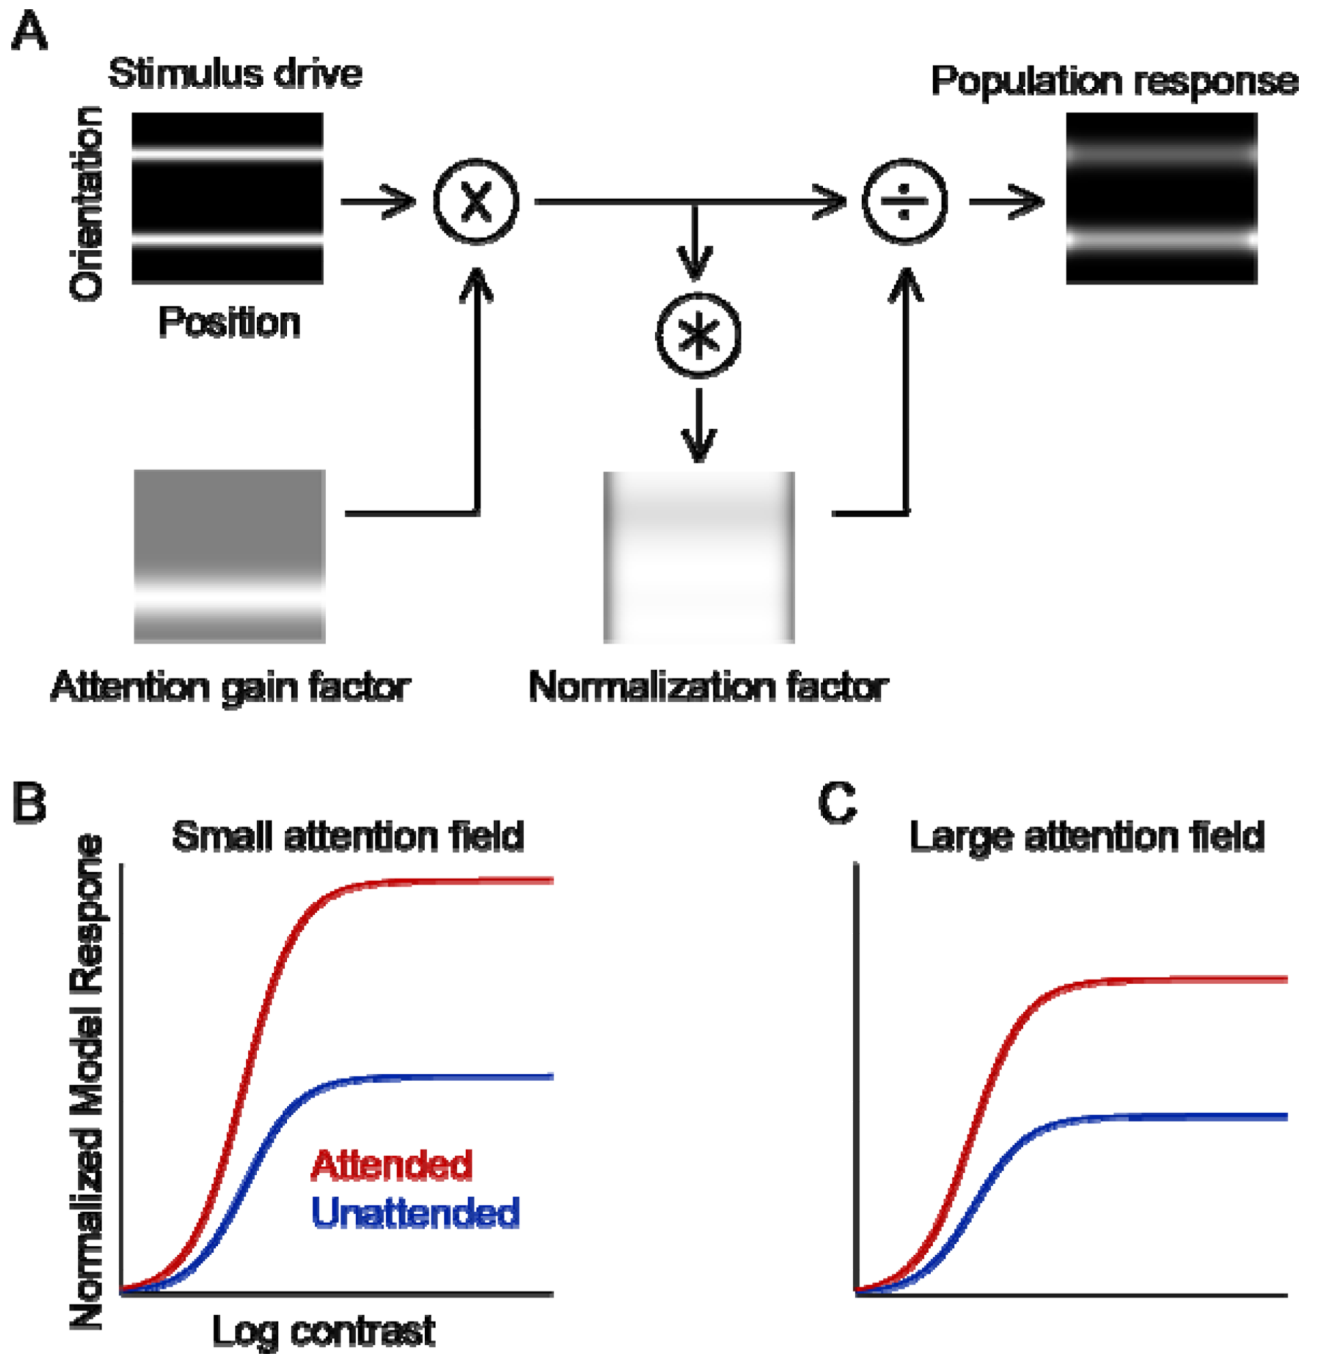 A
Stimulus drive
Population response
Orientation
Position
×
÷
*
Attention gain factor
Normalization factor
B
Small attention field
Normalized Model Respone
Attended
Unattended
Log contrast
C
Large attention field